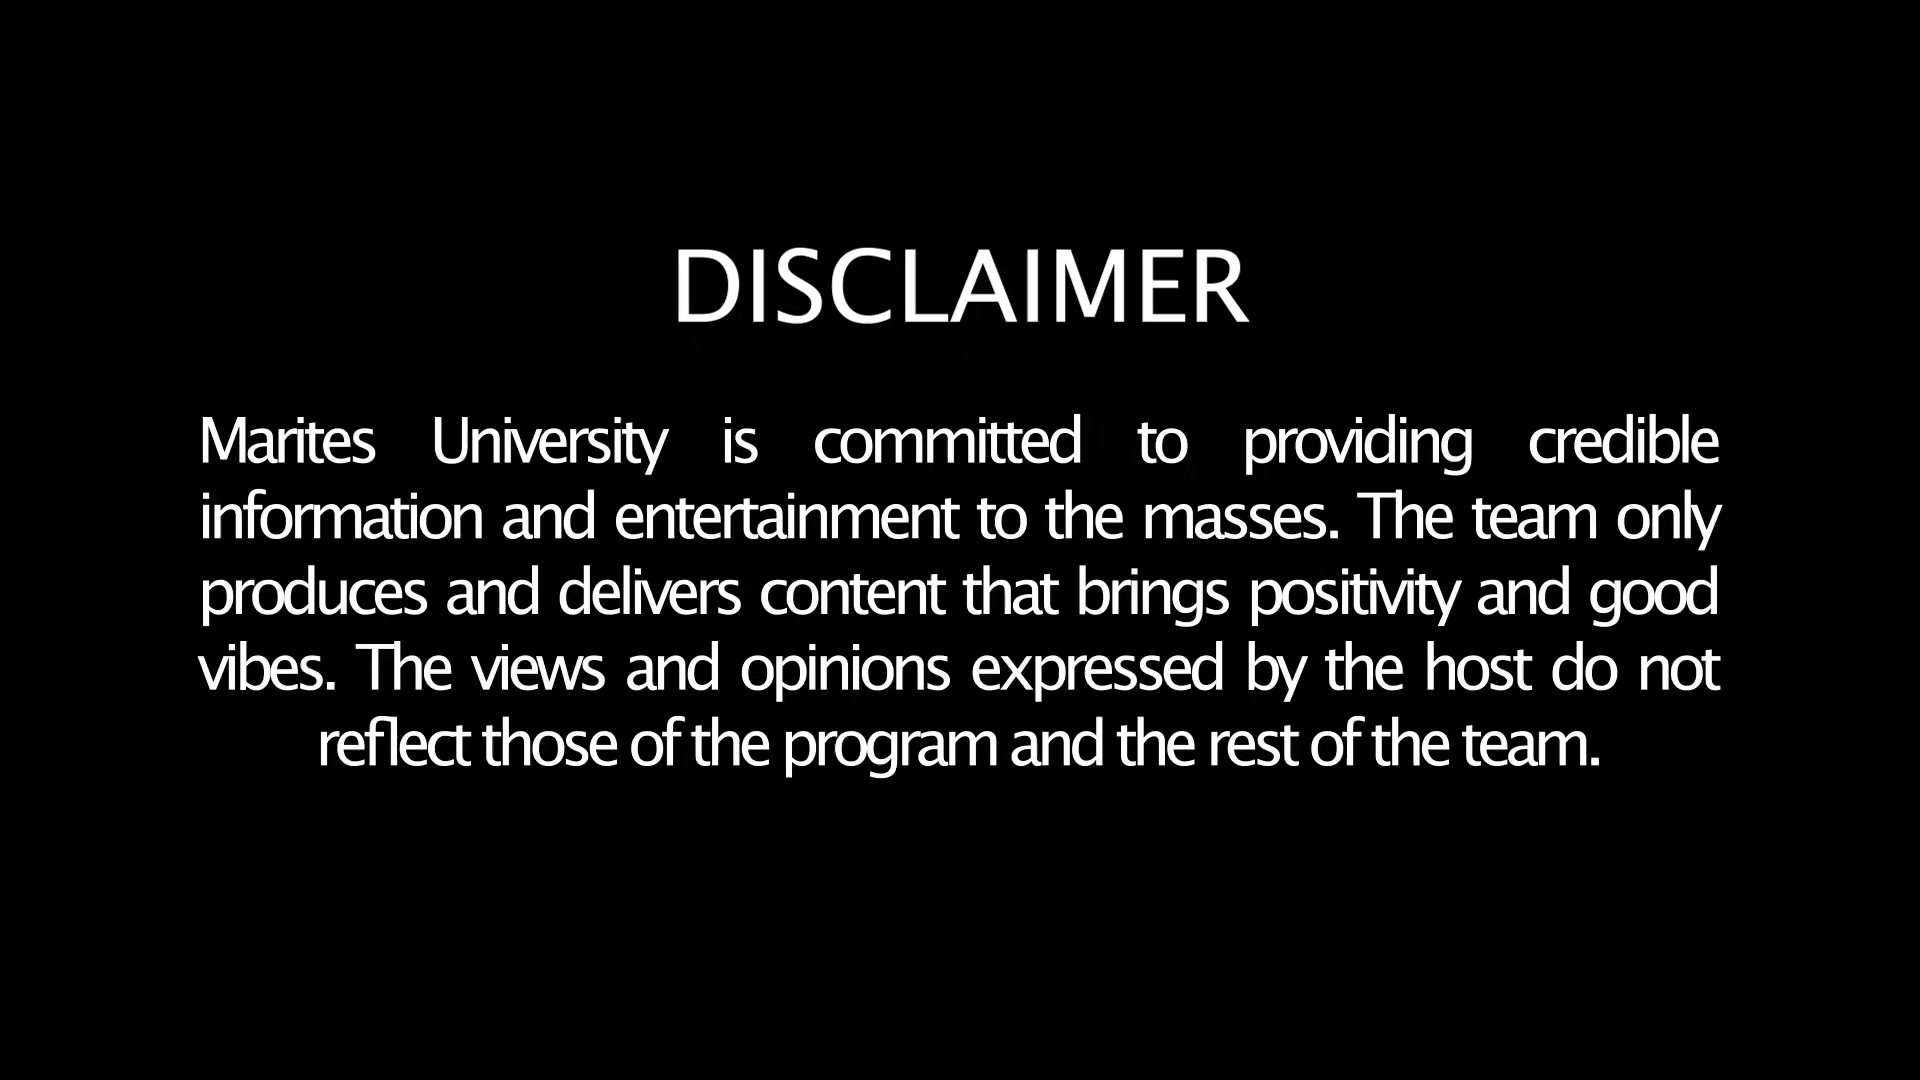 DISCLAIMER
Marites University is committed to providing credible
information and entertainment to the masses. The team only
produces and delivers content that brings positivity and good
vibes. The views and opinions expressed by the host do not
reflect those of the program and the rest of the team.